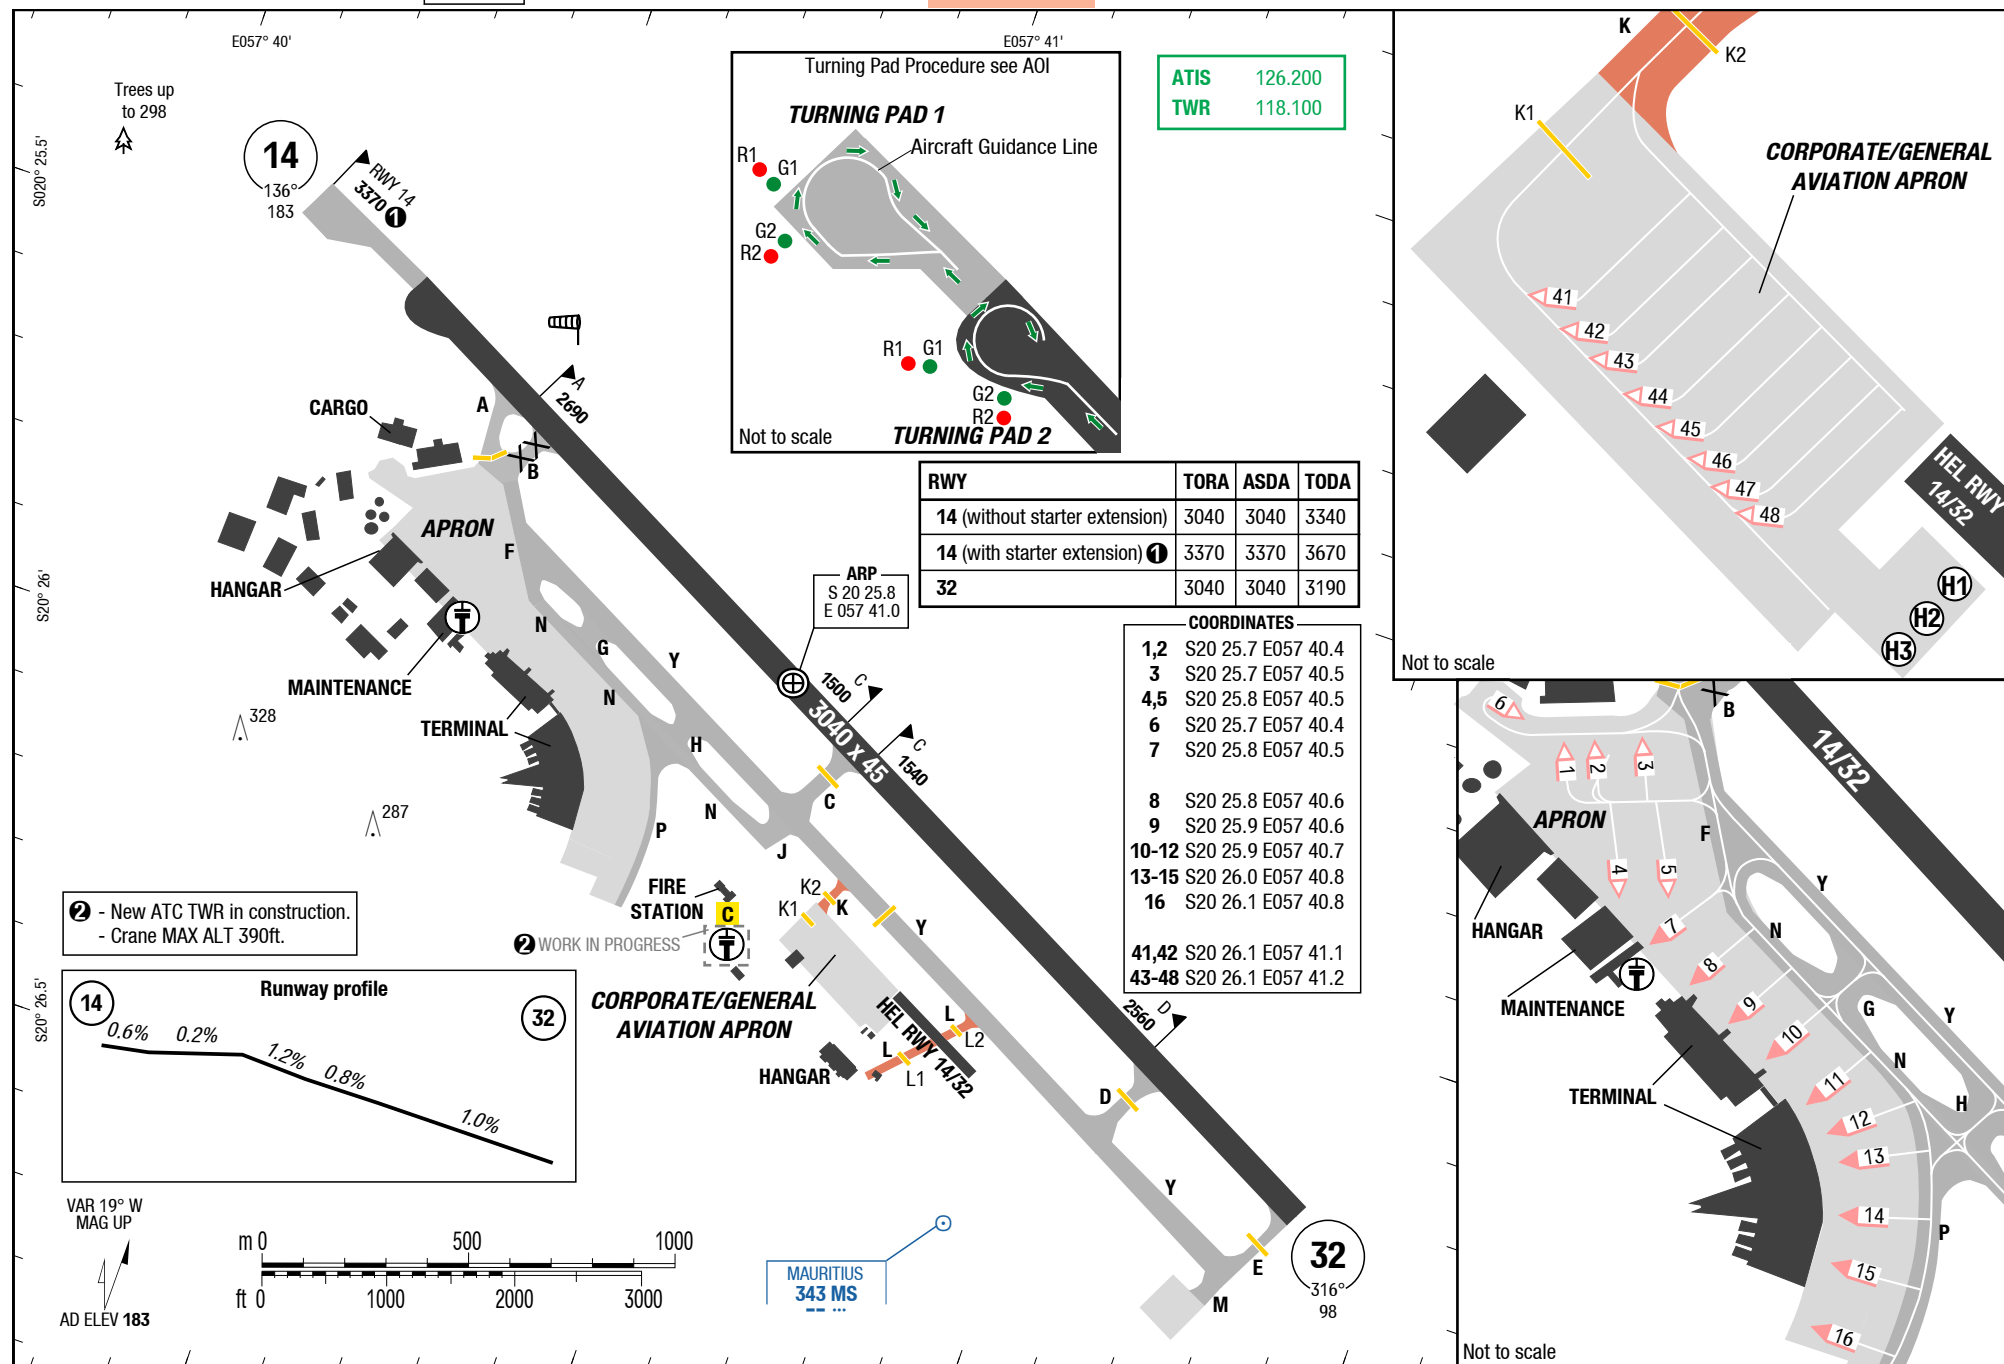 E057° 40'
E057° 41'
S020° 25.5'
S20° 26'
S20° 26.5'
Trees up
to 298
14
136°
183
RWY 14
3370 1
A
2690
A
B
CARGO
APRON
F
HANGAR
N
G
Y
N
MAINTENANCE
TERMINAL
328
287
H
N
P
J
C
ARP
S 20 25.8
E 057 41.0
1500
C
3040 x 45
C
1540
FIRE
STATION
C
2 WORK IN PROGRESS
K2
K1
K
Y
CORPORATE/GENERAL
AVIATION APRON
HEL RWY 14/32
L
L2
L
L1
HANGAR
D
2560
D
Y
E
M
32
316°
98
2 - New ATC TWR in construction.
- Crane MAX ALT 390ft.
Runway profile
14
32
0.6%
0.2%
1.2%
0.8%
1.0%
VAR 19° W
MAG UP
AD ELEV 183
m 0 500 1000
ft 0 1000 2000 3000
MAURITIUS
343 MS
Turning Pad Procedure see AOI
TURNING PAD 1
Aircraft Guidance Line
R1
G1
G2
R2
R1
G1
G2
R2
Not to scale
TURNING PAD 2
ATIS 126.200
TWR 118.100
RWY TORA ASDA TODA
14 (without starter extension) 3040 3040 3340
14 (with starter extension) 1 3370 3370 3670
32 3040 3040 3190
COORDINATES
1,2 S20 25.7 E057 40.4
3 S20 25.7 E057 40.5
4,5 S20 25.8 E057 40.5
6 S20 25.7 E057 40.4
7 S20 25.8 E057 40.5
8 S20 25.8 E057 40.6
9 S20 25.9 E057 40.6
10-12 S20 25.9 E057 40.7
13-15 S20 26.0 E057 40.8
16 S20 26.1 E057 40.8
41,42 S20 26.1 E057 41.1
43-48 S20 26.1 E057 41.2
K
K2
K1
CORPORATE/GENERAL
AVIATION APRON
41
42
43
44
45
46
47
48
HEL RWY
14/32
H1
H2
H3
Not to scale
6
B
14/32
1
2
3
APRON
F
4
5
Y
HANGAR
7
N
8
MAINTENANCE
9
G
Y
10
N
TERMINAL
11
H
12
13
14
P
15
16
Not to scale